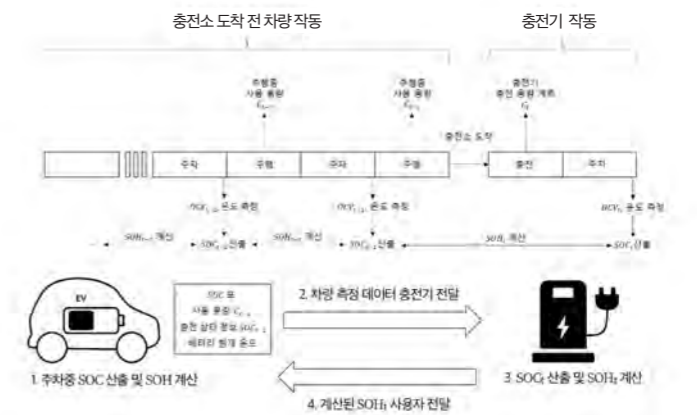 충전소 도착 전 차량 작동
충전기 작동
주행중
사용 용량
주행중
사용 용량
충전기
충전 용량 계측
충전소 도착
주차
주행
주차
주행
충전
주차
온도 측정
온도 측정
온도 측정
계산
산출
계산
산출
계산
산출
EV
SOC
사용 용량
충전 상태 정보
배터리 팩내 온도
2. 차량 측정 데이터 충전기 전달
1. 주차중 SOC 산출 및 SOH 계산
3. SOCₜ 산출 및 SOHₜ 계산
4. 계산된 SOHₜ 사용자 전달